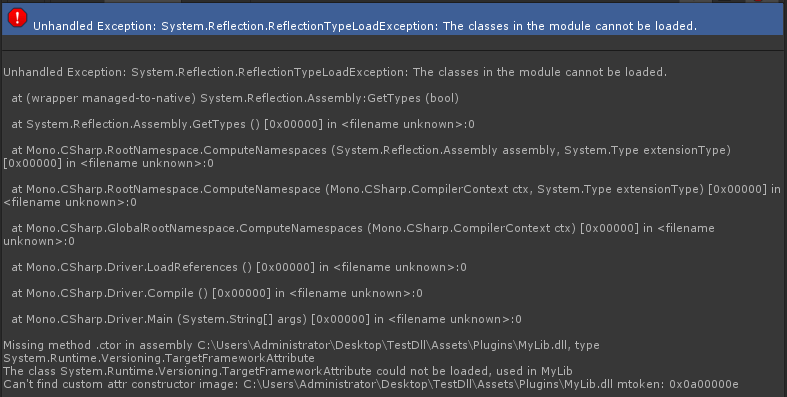 Unhandled Exception: System.Reflection.ReflectionTypeLoadException: The classes in the module cannot be loaded.
Unhandled Exception: System.Reflection.ReflectionTypeLoadException: The classes in the module cannot be loaded.
at (wrapper managed-to-native) System.Reflection.Assembly:GetTypes (bool)
at System.Reflection.Assembly.GetTypes () [0x00000] in <filename unknown>:0
at Mono.CSharp.RootNamespace.ComputeNamespaces (System.Reflection.Assembly assembly, System.Type extensionType)
[0x00000] in <filename unknown>:0
at Mono.CSharp.RootNamespace.ComputeNamespace (Mono.CSharp.CompilerContext ctx, System.Type extensionType) [0x00000] in
<filename unknown>:0
at Mono.CSharp.GlobalRootNamespace.ComputeNamespaces (Mono.CSharp.CompilerContext ctx) [0x00000] in <filename
unknown>:0
at Mono.CSharp.Driver.LoadReferences () [0x00000] in <filename unknown>:0
at Mono.CSharp.Driver.Compile () [0x00000] in <filename unknown>:0
at Mono.CSharp.Driver.Main (System.String[] args) [0x00000] in <filename unknown>:0
Missing method .ctor in assembly C:\Users\Administrator\Desktop\TestDll\Assets\Plugins\MyLib.dll, type
System.Runtime.Versioning.TargetFrameworkAttribute
The class System.Runtime.Versioning.TargetFrameworkAttribute could not be loaded, used in MyLib
Can't find custom attr constructor image: C:\Users\Administrator\Desktop\TestDll\Assets\Plugins\MyLib.dll mtoken: 0x0a00000e